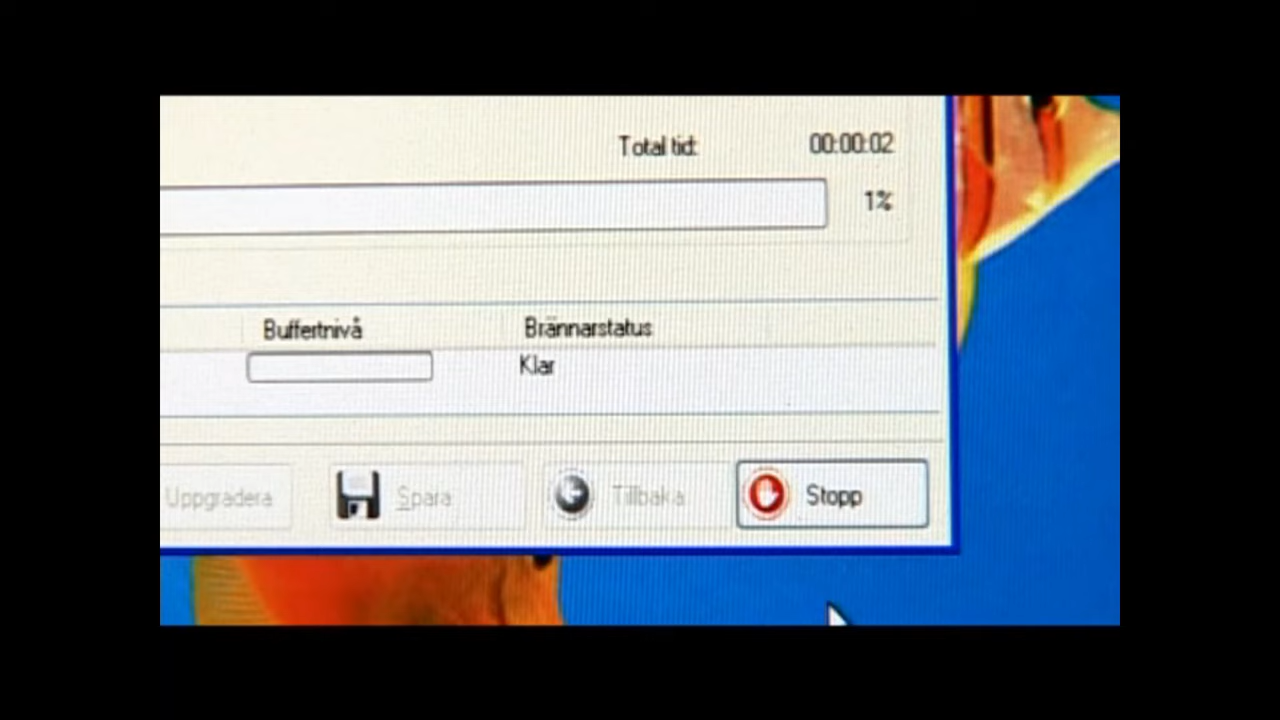 Total tid: 00:00:02
1%
Buffertnivå Brännarstatus
Klar
Uppgradera Spara Tillbaka Stopp